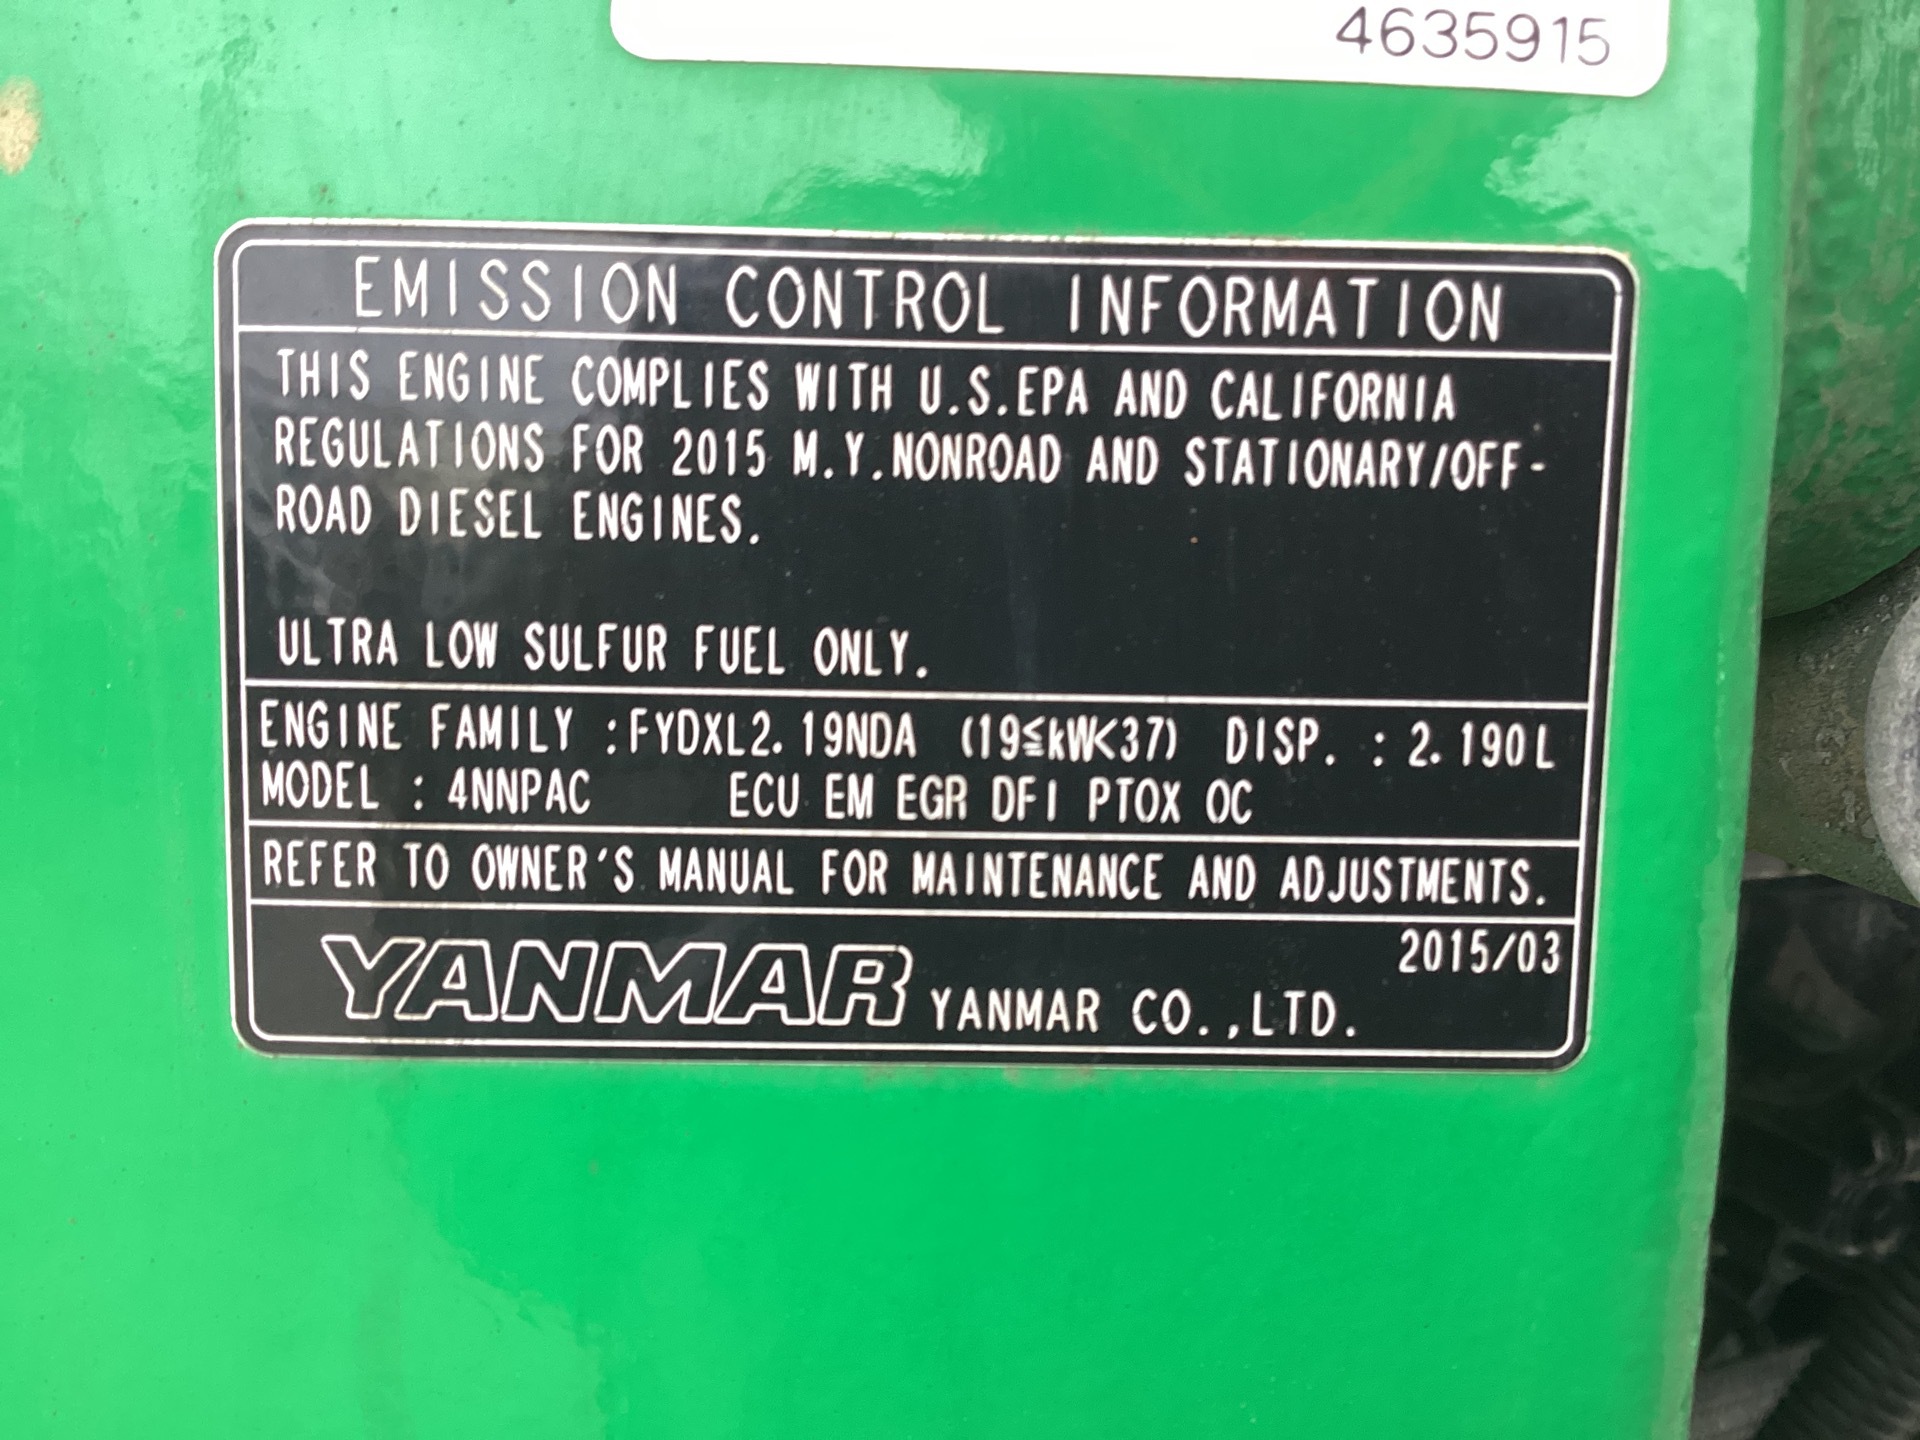 4635915
EMISSION CONTROL INFORMATION
THIS ENGINE COMPLIES WITH U.S.EPA AND CALIFORNIA
REGULATIONS FOR 2015 M.Y.NONROAD AND STATIONARY/OFF-
ROAD DIESEL ENGINES.
ULTRA LOW SULFUR FUEL ONLY.
ENGINE FAMILY :FYDXL2.19NDA (19≦kW<37) DISP. : 2.190L
MODEL : 4NNPAC ECU EM EGR DFI PTOX OC
REFER TO OWNER'S MANUAL FOR MAINTENANCE AND ADJUSTMENTS.
2015/03
YANMAR YANMAR CO.,LTD.